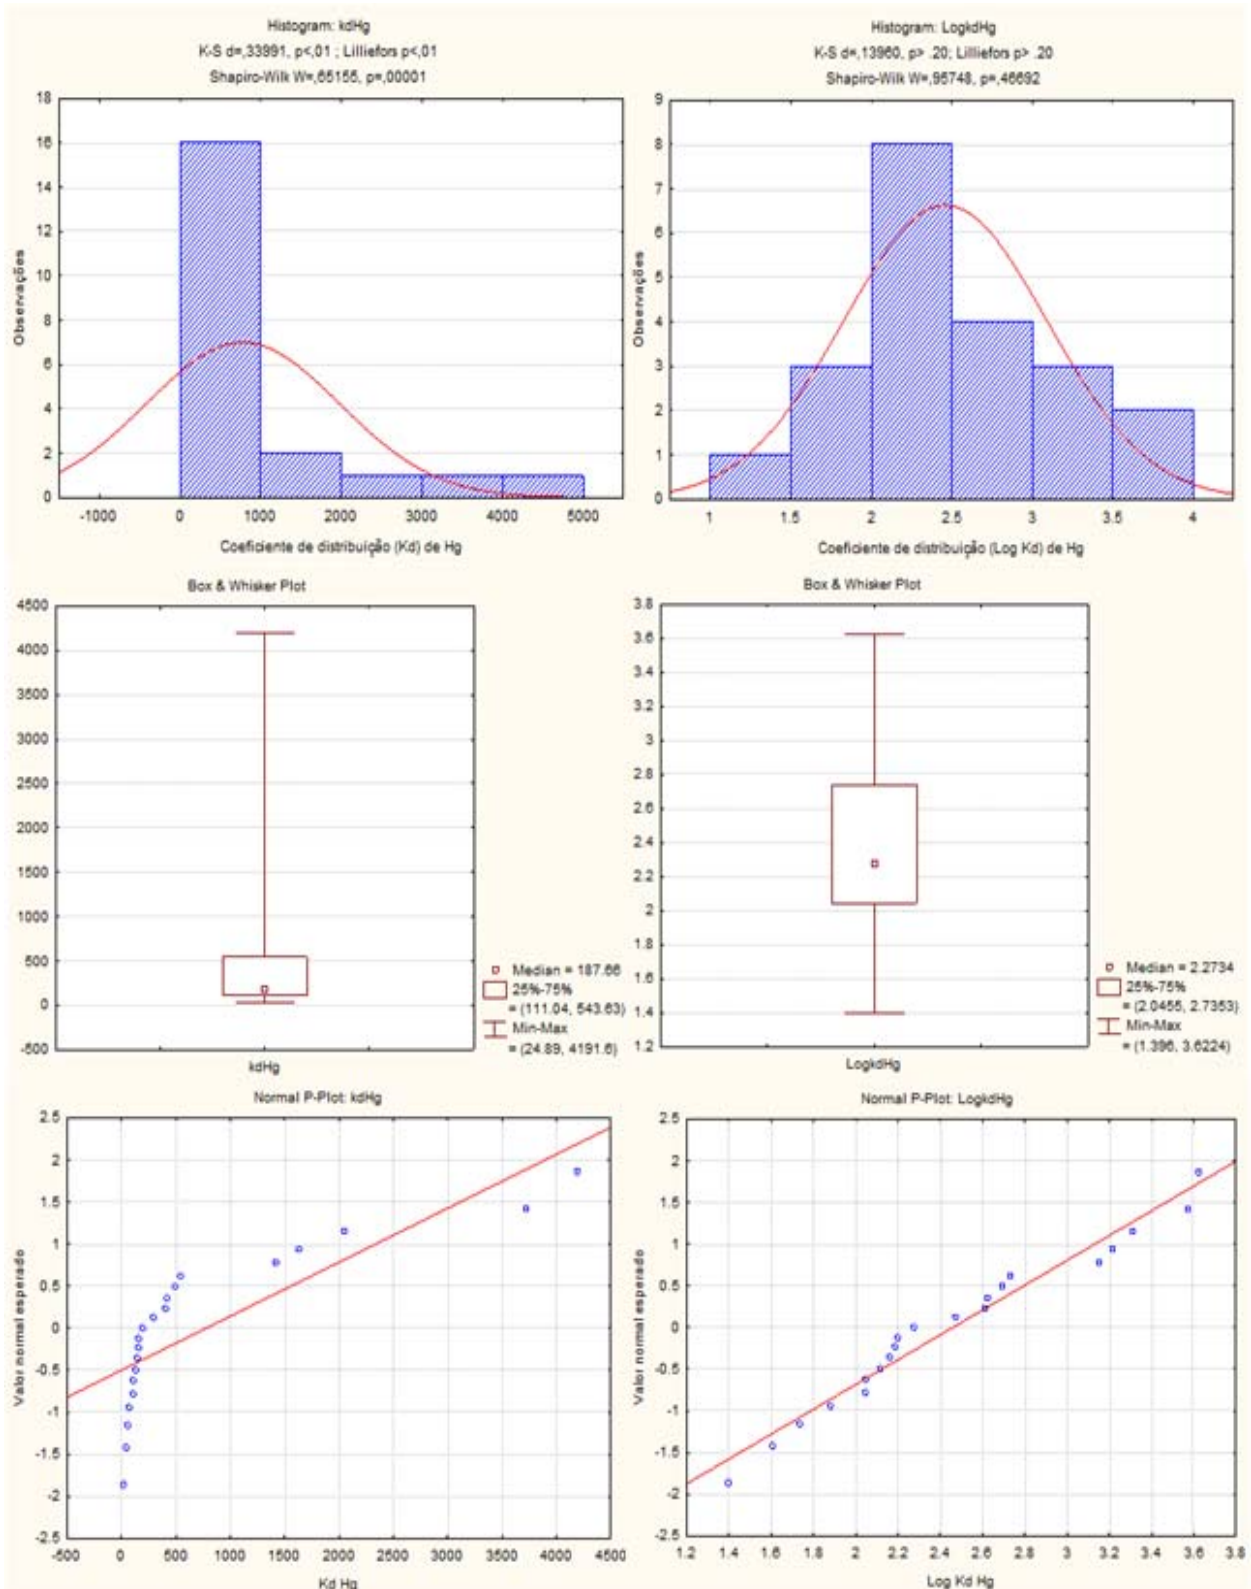 Histogram: kdHg
K-S d=,33991, p<,01 ; Lilliefors p<,01
Shapiro-Wilk W=,65155, p=,00001
18
16
14
12
10
8
6
4
2
0
Observações
-1000 0 1000 2000 3000 4000 5000
Coeficiente de distribuição (Kd) de Hg
Histogram: LogkdHg
K-S d=,13960, p> .20; Lilliefors p> .20
Shapiro-Wilk W=,95748, p=,46692
9
8
7
6
5
4
3
2
1
0
Observações
1 1.5 2 2.5 3 3.5 4
Coeficiente de distribuição (Log Kd) de Hg
Box & Whisker Plot
4500
4000
3500
3000
2500
2000
1500
1000
500
0
-500
kdHg
Median = 187.66
25%-75%
= (111.04, 543.63)
Min-Max
= (24.89, 4191.6)
Box & Whisker Plot
3.8
3.6
3.4
3.2
3
2.8
2.6
2.4
2.2
2
1.8
1.6
1.4
1.2
LogkdHg
Median = 2.2734
25%-75%
= (2.0455, 2.7353)
Min-Max
= (1.396, 3.6224)
Normal P-Plot: kdHg
2.5
2
1.5
1
0.5
0
-0.5
-1
-1.5
-2
-2.5
Valor normal esperado
-500 0 500 1000 1500 2000 2500 3000 3500 4000 4500
Kd Hg
Normal P-Plot: LogkdHg
2.5
2
1.5
1
0.5
0
-0.5
-1
-1.5
-2
-2.5
Valor normal esperado
1.2 1.4 1.6 1.8 2 2.2 2.4 2.6 2.8 3 3.2 3.4 3.6 3.8
Log Kd Hg